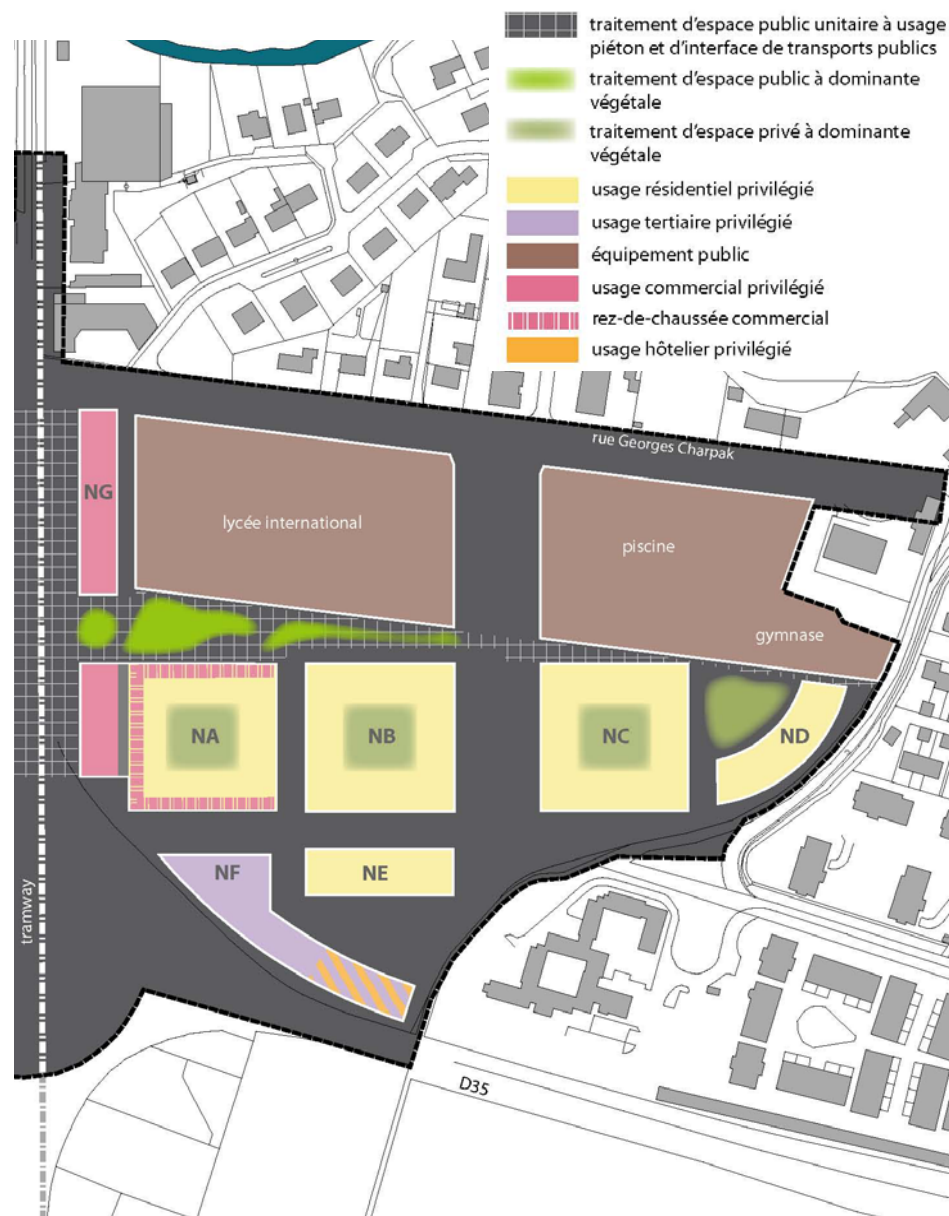 traitement d'espace public unitaire à usage
piéton et d'interface de transports publics
traitement d'espace public à dominante
végétale
traitement d'espace privé à dominante
végétale
usage résidentiel privilégié
usage tertiaire privilégié
équipement public
usage commercial privilégié
rez-de-chaussée commercial
usage hôtelier privilégié
rue Georges Charpak
NG
lycée international
piscine
gymnase
NA
NB
NC
ND
NF
NE
tramway
D35